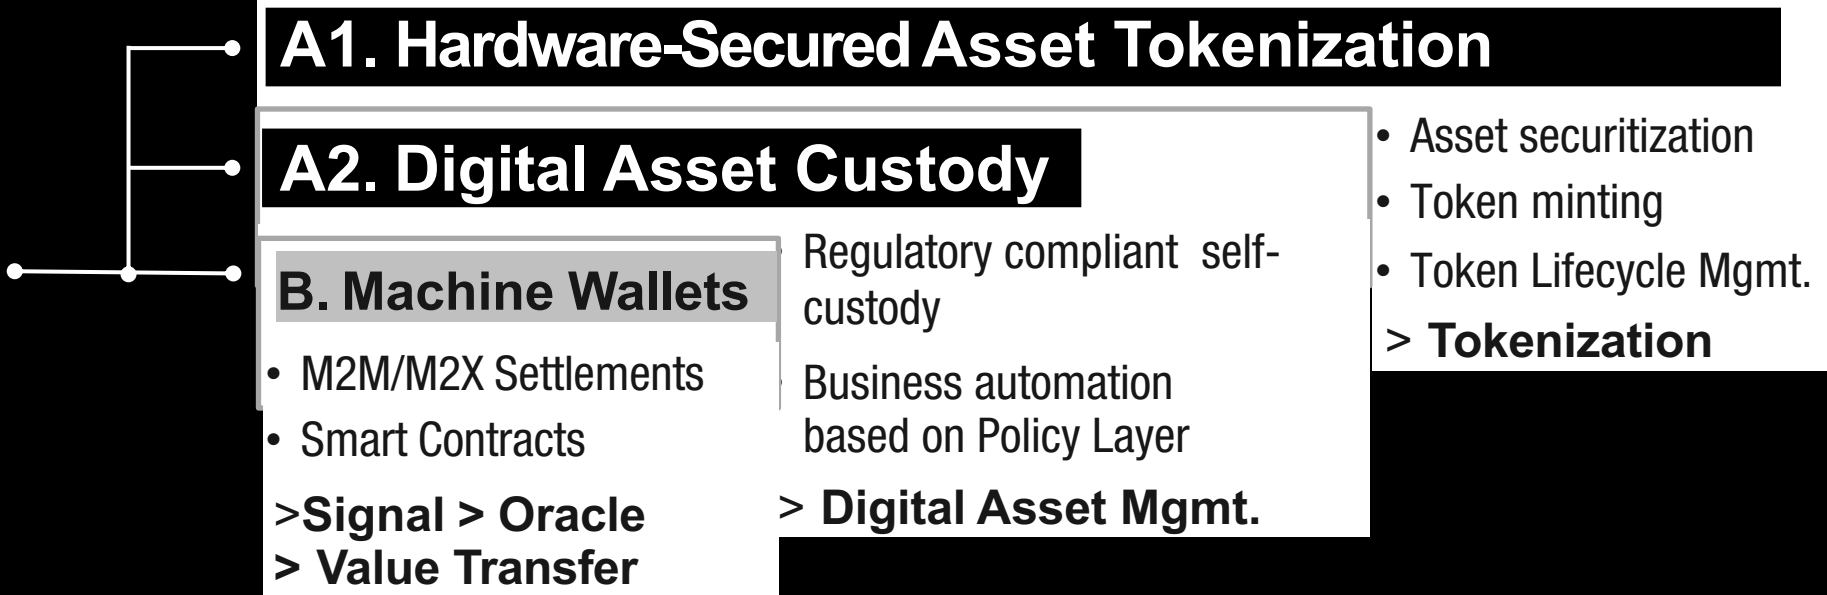 A1. Hardware-Secured Asset Tokenization
• Asset securitization
• Token minting
• Token Lifecycle Mgmt.
> Tokenization
A2. Digital Asset Custody
Regulatory compliant self-
custody
Business automation
based on Policy Layer
> Digital Asset Mgmt.
B. Machine Wallets
• M2M/M2X Settlements
• Smart Contracts
>Signal > Oracle
> Value Transfer